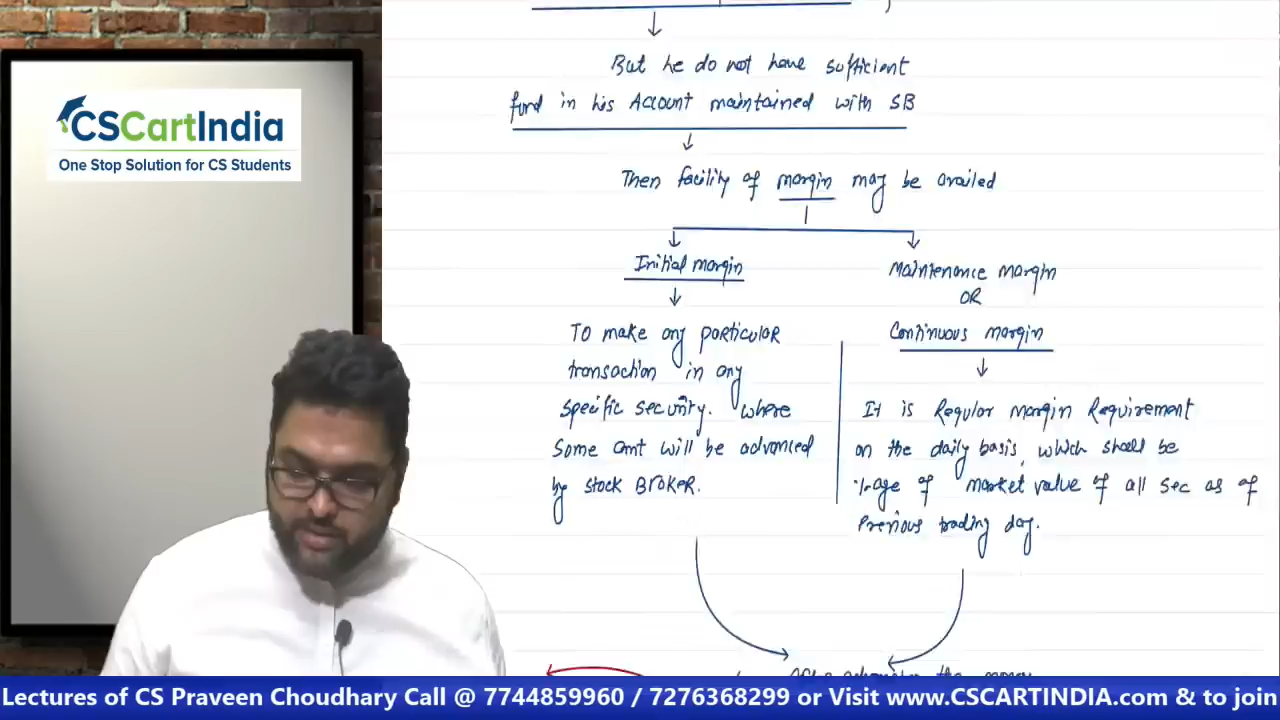 CSCartIndia
One Stop Solution for CS Students
But he do not have sufficient
fund in his Account maintained with SB
Then facility of margin may be availed
Initial margin
Maintenance margin
OR
Continuous margin
To make any particular
transaction in any
specific security. where
Some amt will be advanced
by stock Broker.
It is Regular margin Requirement
on the daily basis, which shall be
%age of market value of all sec as of
Previous trading day.
the money
Lectures of CS Praveen Choudhary Call @ 7744859960 / 7276368299 or Visit www.CSCARTINDIA.com & to join